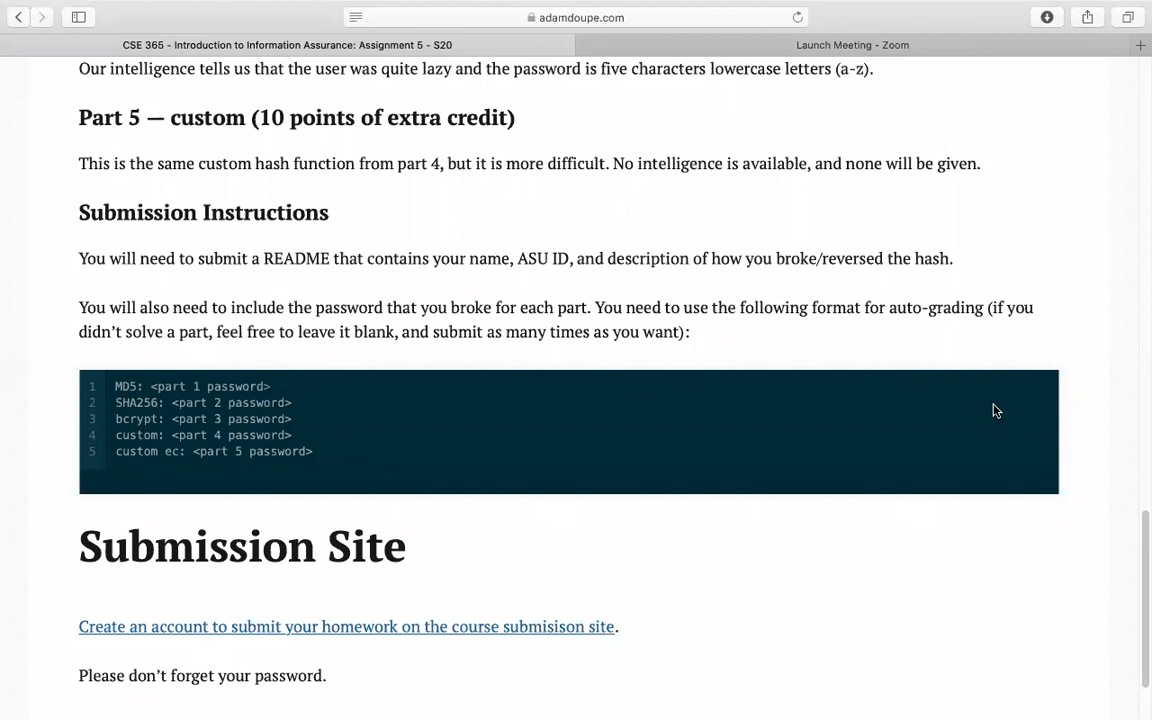 adamdoupe.com
CSE 365 - Introduction to Information Assurance: Assignment 5 - S20
Launch Meeting - Zoom
Our intelligence tells us that the user was quite lazy and the password is five characters lowercase letters (a-z).
Part 5 — custom (10 points of extra credit)
This is the same custom hash function from part 4, but it is more difficult. No intelligence is available, and none will be given.
Submission Instructions
You will need to submit a README that contains your name, ASU ID, and description of how you broke/reversed the hash.
You will also need to include the password that you broke for each part. You need to use the following format for auto-grading (if you
didn’t solve a part, feel free to leave it blank, and submit as many times as you want):
1 MD5: <part 1 password>
2 SHA256: <part 2 password>
3 bcrypt: <part 3 password>
4 custom: <part 4 password>
5 custom ec: <part 5 password>
Submission Site
Create an account to submit your homework on the course submisison site.
Please don’t forget your password.